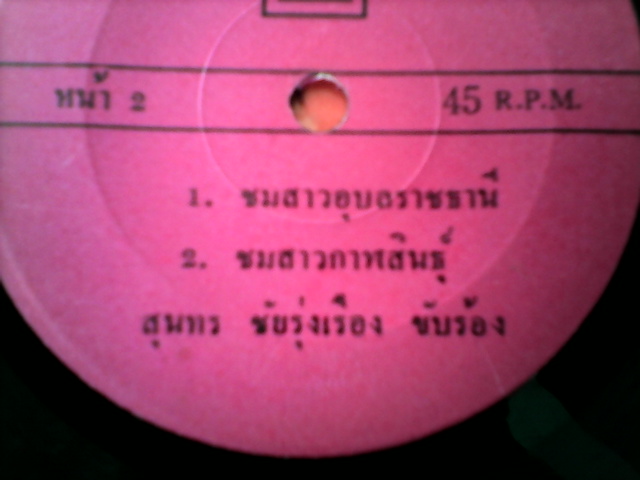 หน้า 2 45 R.P.M.
1. ชมสาวอุบลราชธานี
2. ชมสาวกาฬสินธุ์
สุนทร ชัยรุ่งเรือง ขับร้อง